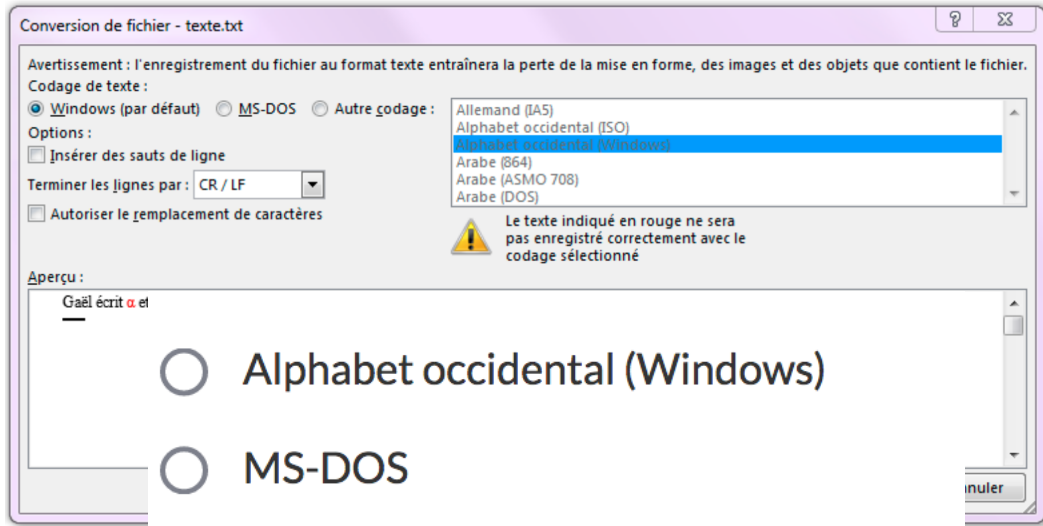 Conversion de fichier - texte.txt
Avertissement : l'enregistrement du fichier au format texte entraînera la perte de la mise en forme, des images et des objets que contient le fichier.
Codage de texte :
Windows (par défaut) MS-DOS Autre codage :
Options :
Insérer des sauts de ligne
Terminer les lignes par : CR / LF
Autoriser le remplacement de caractères
Allemand (IA5)
Alphabet occidental (ISO)
Alphabet occidental (Windows)
Arabe (864)
Arabe (ASMO 708)
Arabe (DOS)
Le texte indiqué en rouge ne sera
pas enregistré correctement avec le
codage sélectionné
Aperçu :
Gaël écrit α et
Alphabet occidental (Windows)
MS-DOS